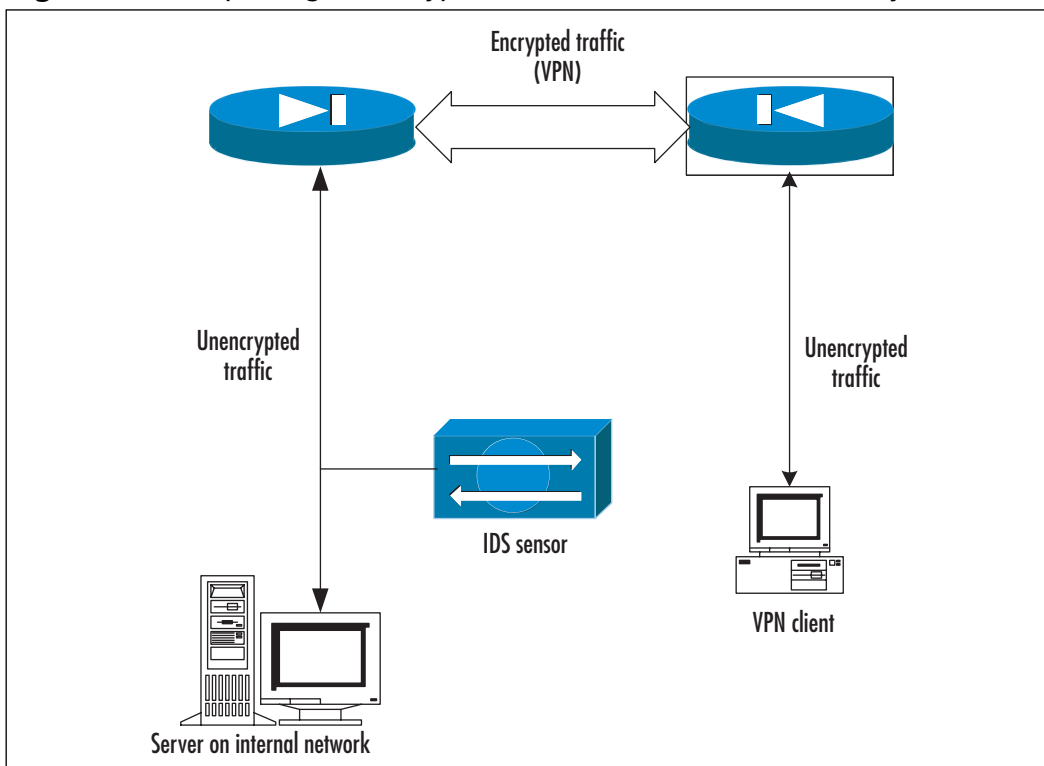 Encrypted traffic
(VPN)
Unencrypted
traffic
Unencrypted
traffic
IDS sensor
VPN client
Server on internal network